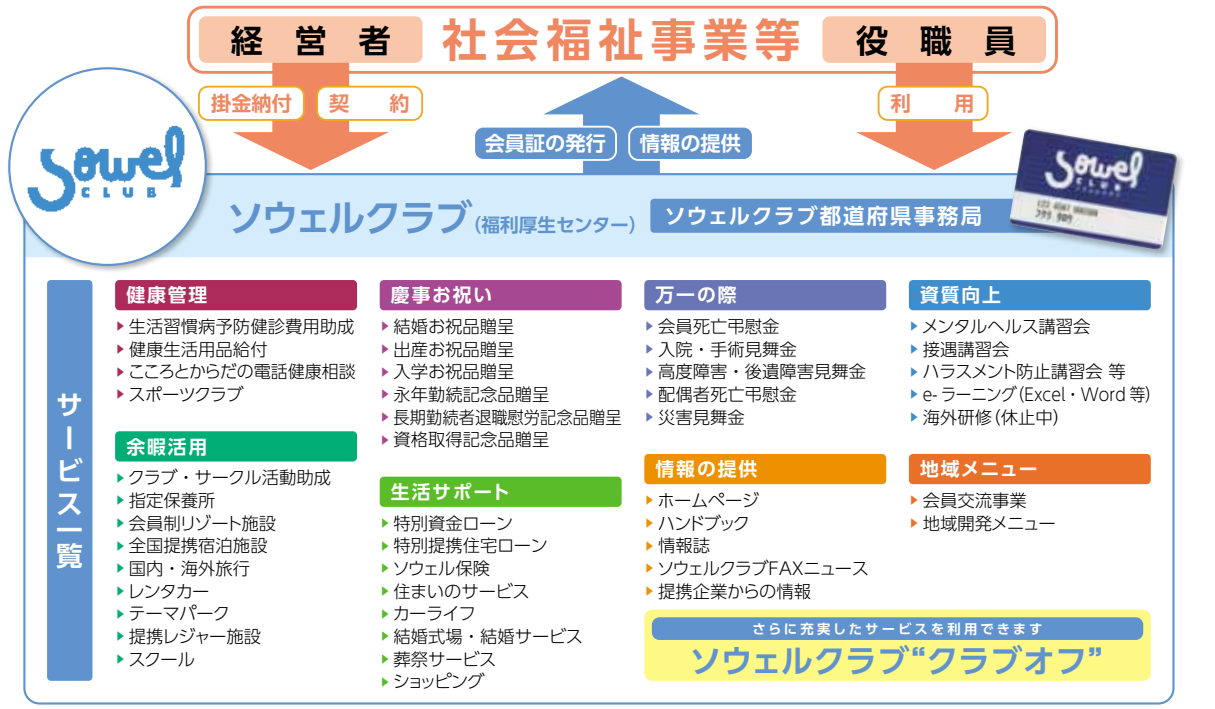 経営者
社会福祉事業等
役職員
掛金納付
契約
会員証の発行
情報の提供
利用
Sowel
CLUB
ソウェルクラブ(福利厚生センター)
ソウェルクラブ都道府県事務局
Sowel
CLUB
サービス一覧
健康管理
生活習慣病予防健診費用助成
健康生活用品給付
こころとからだの電話健康相談
スポーツクラブ
余暇活用
クラブ・サークル活動助成
指定保養所
会員制リゾート施設
全国提携宿泊施設
国内・海外旅行
レンタカー
テーマパーク
提携レジャー施設
スクール
慶事お祝い
結婚お祝品贈呈
出産お祝品贈呈
入学お祝品贈呈
永年勤続記念品贈呈
長期勤続者退職慰労記念品贈呈
資格取得記念品贈呈
生活サポート
特別資金ローン
特別提携住宅ローン
ソウェル保険
住まいのサービス
カーライフ
結婚式場・結婚サービス
葬祭サービス
ショッピング
万一の際
会員死亡弔慰金
入院・手術見舞金
高度障害・後遺障害見舞金
配偶者死亡弔慰金
災害見舞金
情報の提供
ホームページ
ハンドブック
情報誌
ソウェルクラブFAXニュース
提携企業からの情報
資質向上
メンタルヘルス講習会
接遇講習会
ハラスメント防止講習会 等
e-ラーニング(Excel・Word 等)
海外研修(休止中)
地域メニュー
会員交流事業
地域開発メニュー
さらに充実したサービスを利用できます
ソウェルクラブ“クラブオフ”